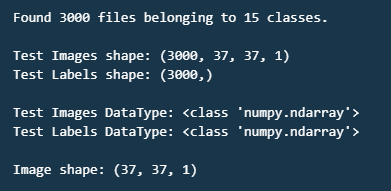 Found 3000 files belonging to 15 classes.
Test Images shape: (3000, 37, 37, 1)
Test Labels shape: (3000,)
Test Images DataType: <class 'numpy.ndarray'>
Test Labels DataType: <class 'numpy.ndarray'>
Image shape: (37, 37, 1)